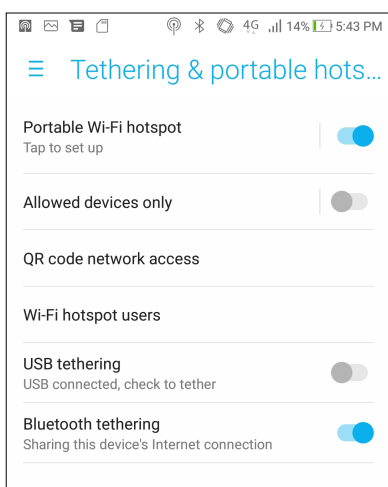 4G 14% 5:43 PM
Tethering & portable hots...
Portable Wi-Fi hotspot
Tap to set up
Allowed devices only
QR code network access
Wi-Fi hotspot users
USB tethering
USB connected, check to tether
Bluetooth tethering
Sharing this device's Internet connection